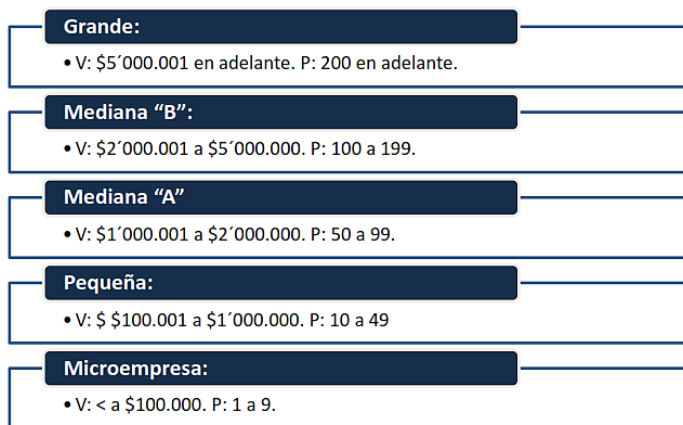 Grande:
• V: $5´000.001 en adelante. P: 200 en adelante.
Mediana “B”:
• V: $2´000.001 a $5´000.000. P: 100 a 199.
Mediana “A”
• V: $1´000.001 a $2´000.000. P: 50 a 99.
Pequeña:
• V: $ $100.001 a $1´000.000. P: 10 a 49
Microempresa:
• V: < a $100.000. P: 1 a 9.